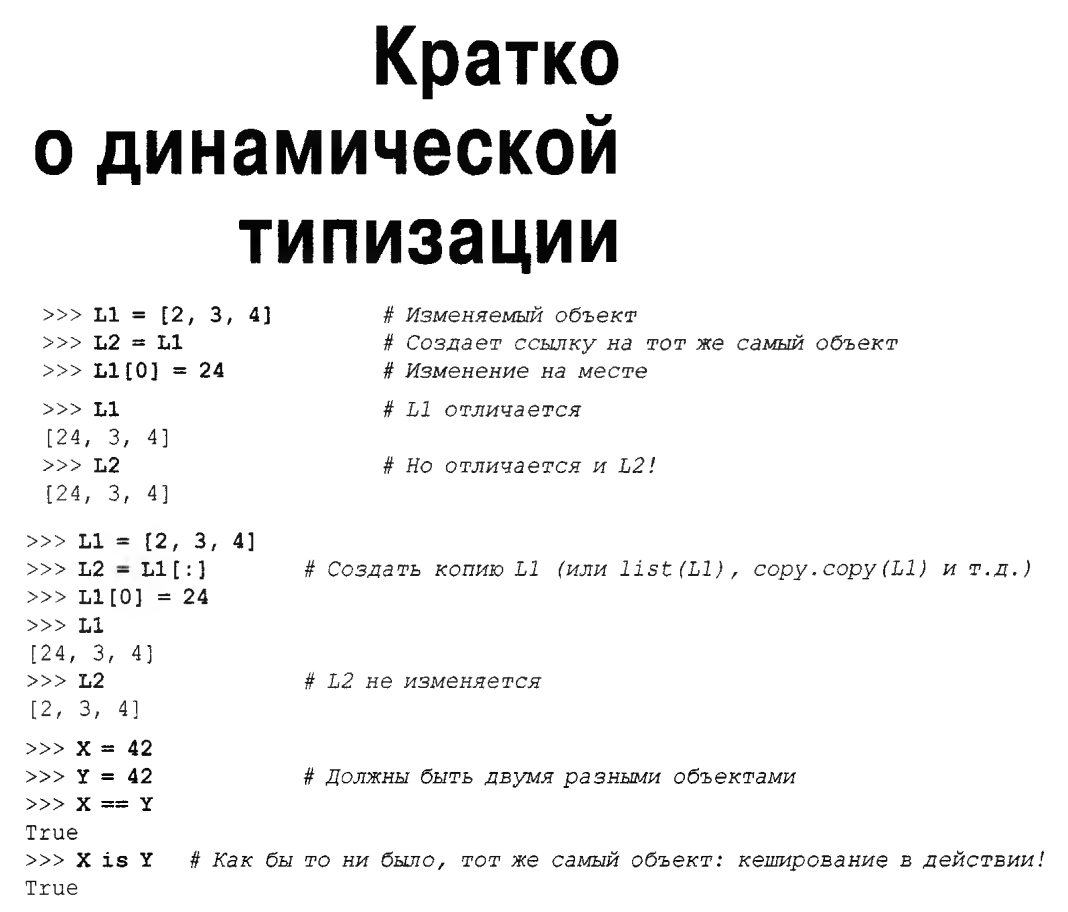 Кратко
о динамической
типизации
>>> L1 = [2, 3, 4] # Изменяемый объект
>>> L2 = L1 # Создает ссылку на тот же самый объект
>>> L1[0] = 24 # Изменение на месте
>>> L1 # L1 отличается
[24, 3, 4]
>>> L2 # Но отличается и L2!
[24, 3, 4]
>>> L1 = [2, 3, 4]
>>> L2 = L1[:] # Создать копию L1 (или list(L1), copy.copy(L1) и т.д.)
>>> L1[0] = 24
>>> L1
[24, 3, 4]
>>> L2 # L2 не изменяется
[2, 3, 4]
>>> X = 42
>>> Y = 42 # Должны быть двумя разными объектами
>>> X == Y
True
>>> X is Y # Как бы то ни было, тот же самый объект: кеширование в действии!
True